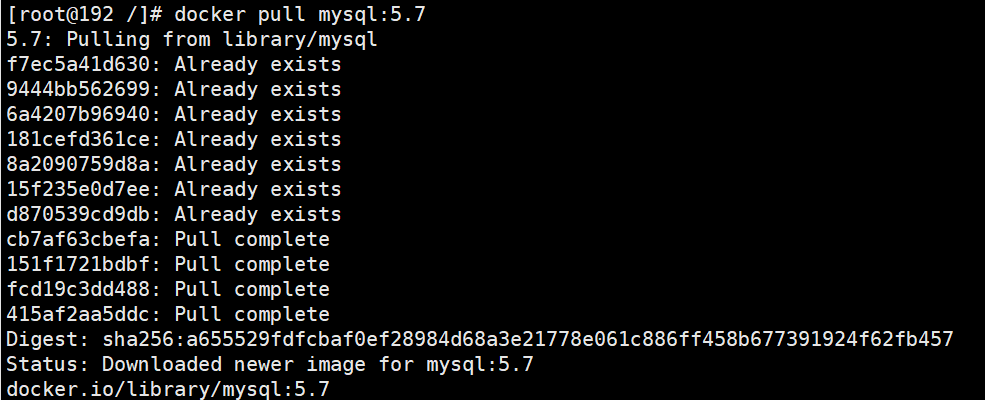 [root@192 /]# docker pull mysql:5.7
5.7: Pulling from library/mysql
f7ec5a41d630: Already exists
9444bb562699: Already exists
6a4207b96940: Already exists
181cefd361ce: Already exists
8a2090759d8a: Already exists
15f235e0d7ee: Already exists
d870539cd9db: Already exists
cb7af63cbefa: Pull complete
151f1721bdbf: Pull complete
fcd19c3dd488: Pull complete
415af2aa5ddc: Pull complete
Digest: sha256:a655529fdfcbaf0ef28984d68a3e21778e061c886ff458b677391924f62fb457
Status: Downloaded newer image for mysql:5.7
docker.io/library/mysql:5.7